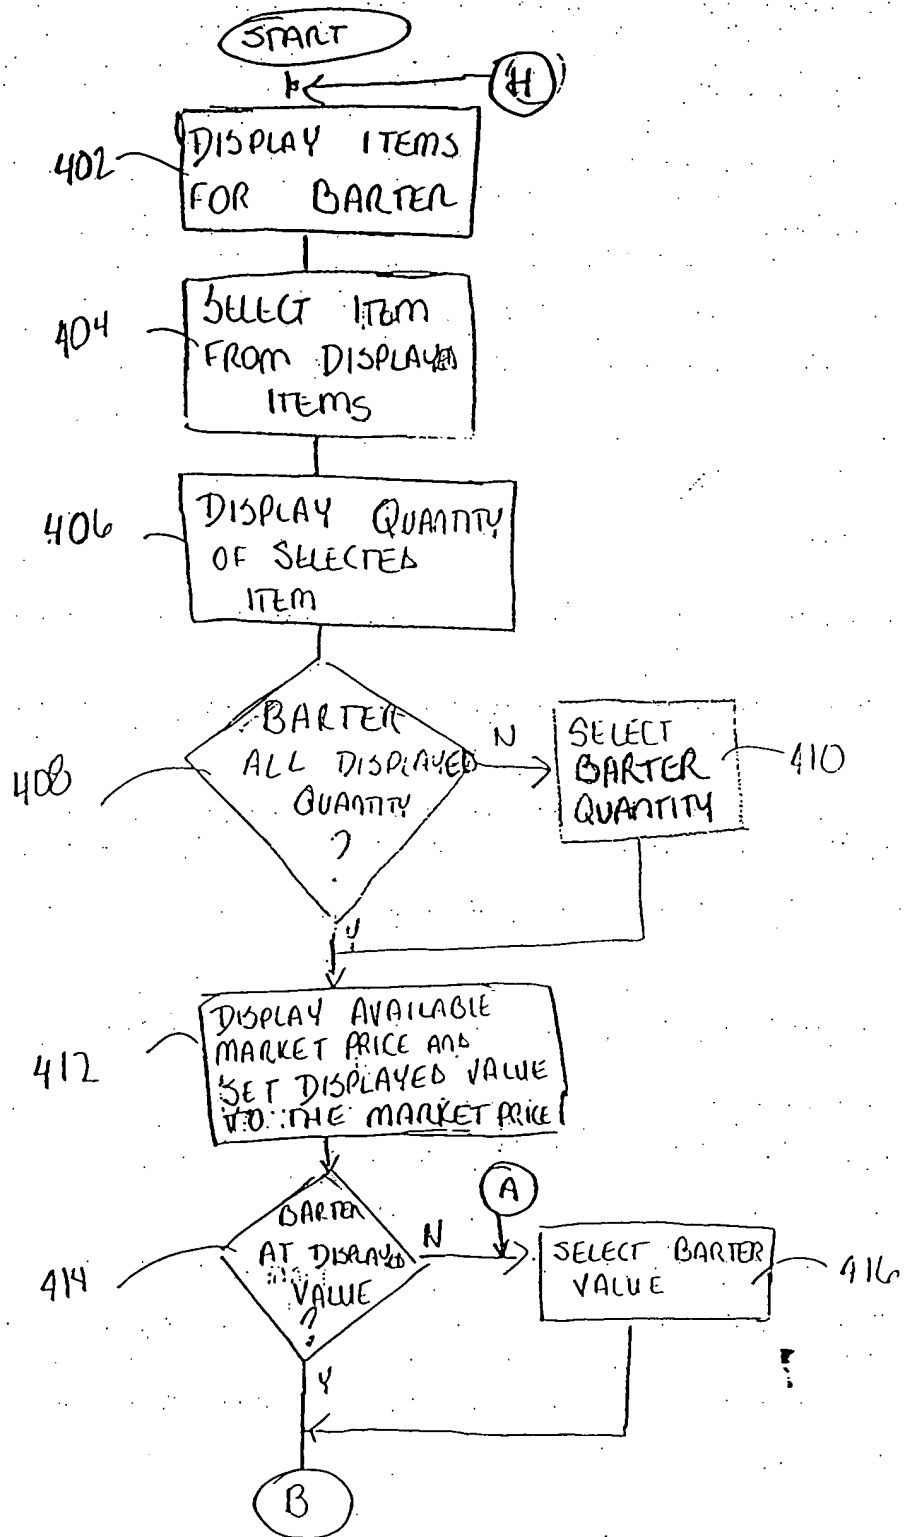 START
H
402
DISPLAY ITEMS
FOR BARTER
404
SELECT ITEM
FROM DISPLAYED
ITEMS
406
DISPLAY QUANTITY
OF SELECTED
ITEM
408
BARTER
ALL DISPLAYED
QUANTITY
?
N
SELECT
BARTER
QUANTITY
410
Y
412
DISPLAY AVAILABLE
MARKET PRICE AND
SET DISPLAYED VALUE
TO THE MARKET PRICE
414
BARTER
AT DISPLAYED
VALUE
?
N
A
SELECT BARTER
VALUE
416
Y
B